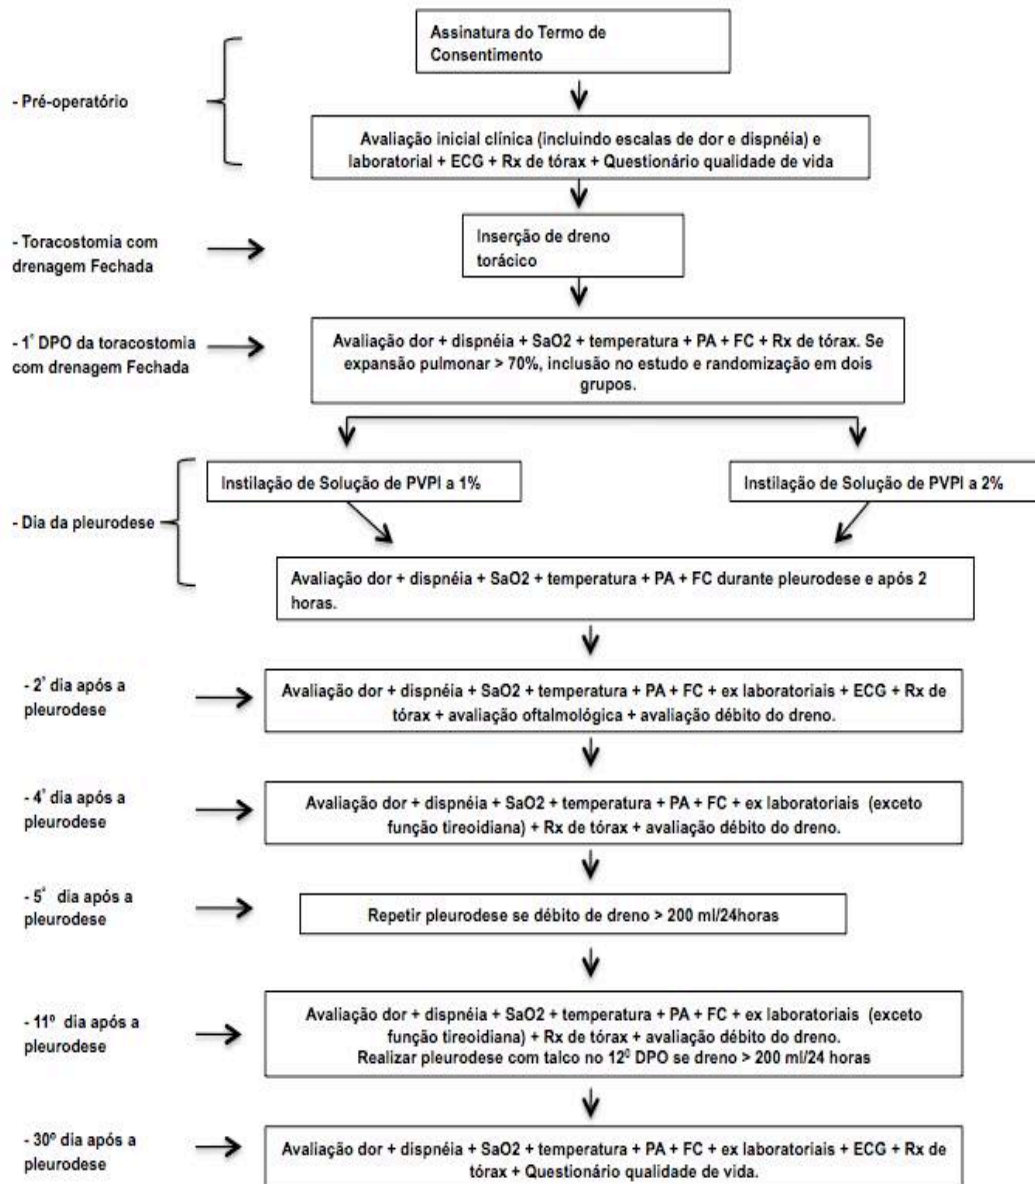 Assinatura do Termo de
Consentimento
- Pré-operatório
Avaliação inicial clínica (incluindo escalas de dor e dispnéia) e
laboratorial + ECG + Rx de tórax + Questionário qualidade de vida
- Toracostomia com
drenagem Fechada
Inserção de dreno
torácico
- 1° DPO da toracostomia
com drenagem Fechada
Avaliação dor + dispnéia + SaO2 + temperatura + PA + FC + Rx de tórax. Se
expansão pulmonar > 70%, inclusão no estudo e randomização em dois
grupos.
Instilação de Solução de PVPI a 1%
Instilação de Solução de PVPI a 2%
- Dia da pleurodese
Avaliação dor + dispnéia + SaO2 + temperatura + PA + FC durante pleurodese e após 2
horas.
- 2° dia após a
pleurodese
Avaliação dor + dispnéia + SaO2 + temperatura + PA + FC + ex laboratoriais + ECG + Rx de
tórax + avaliação oftalmológica + avaliação débito do dreno.
- 4° dia após a
pleurodese
Avaliação dor + dispnéia + SaO2 + temperatura + PA + FC + ex laboratoriais (exceto
função tireoidiana) + Rx de tórax + avaliação débito do dreno.
- 5° dia após a
pleurodese
Repetir pleurodese se débito de dreno > 200 ml/24horas
- 11º dia após a
pleurodese
Avaliação dor + dispnéia + SaO2 + temperatura + PA + FC + ex laboratoriais (exceto
função tireoidiana) + Rx de tórax + avaliação débito do dreno.
Realizar pleurodese com talco no 12⁰ DPO se dreno > 200 ml/24 horas
- 30º dia após a
pleurodese
Avaliação dor + dispnéia + SaO2 + temperatura + PA + FC + ex laboratoriais + ECG + Rx de
tórax + Questionário qualidade de vida.